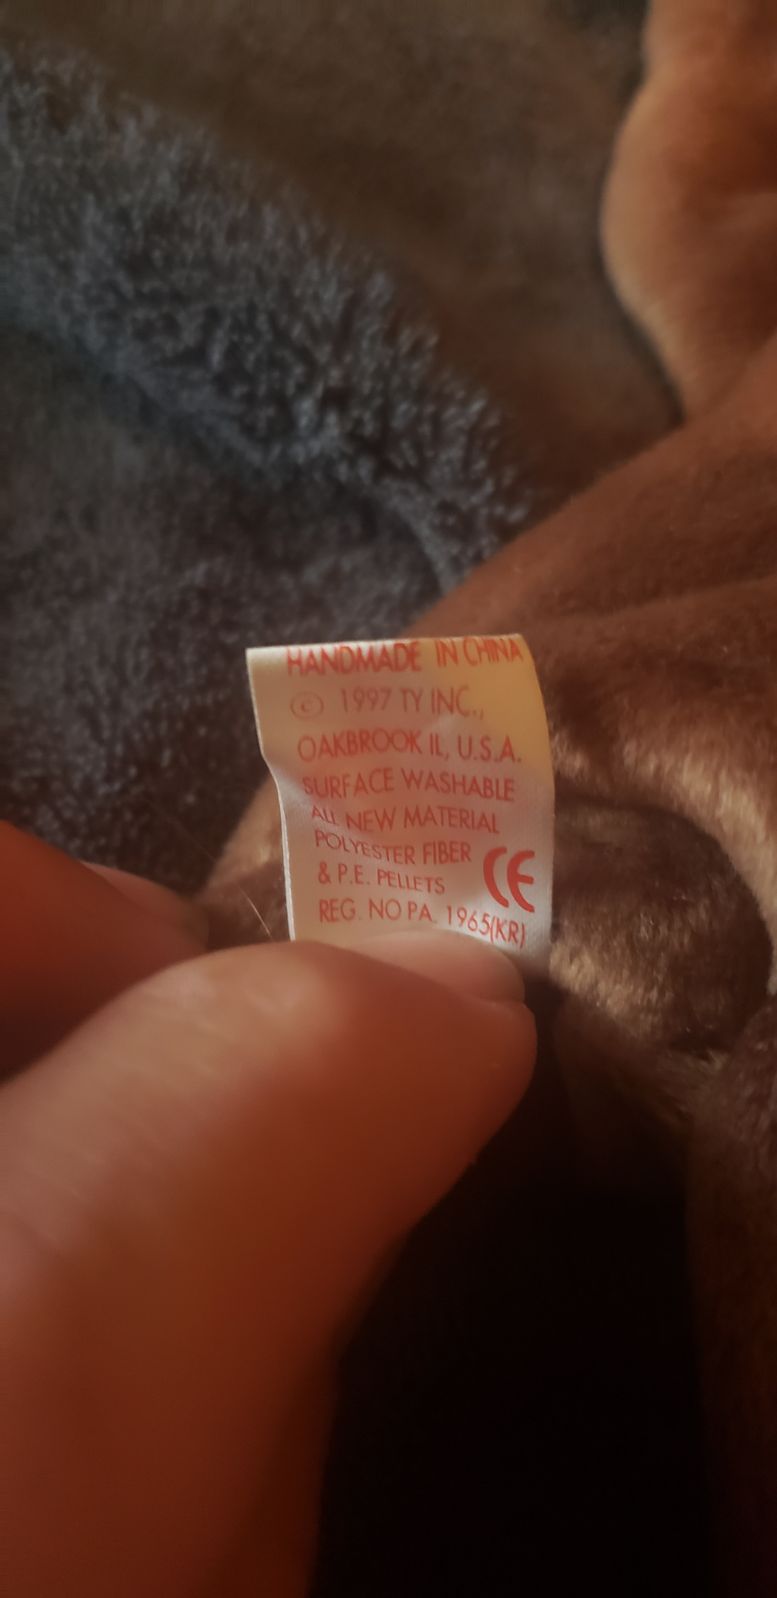 HANDMADE IN CHINA
© 1997 TY INC.,
OAKBROOK IL, U.S.A.
SURFACE WASHABLE
ALL NEW MATERIAL
POLYESTER FIBER
& P.E. PELLETS CE
REG. NO PA. 1965(KR)